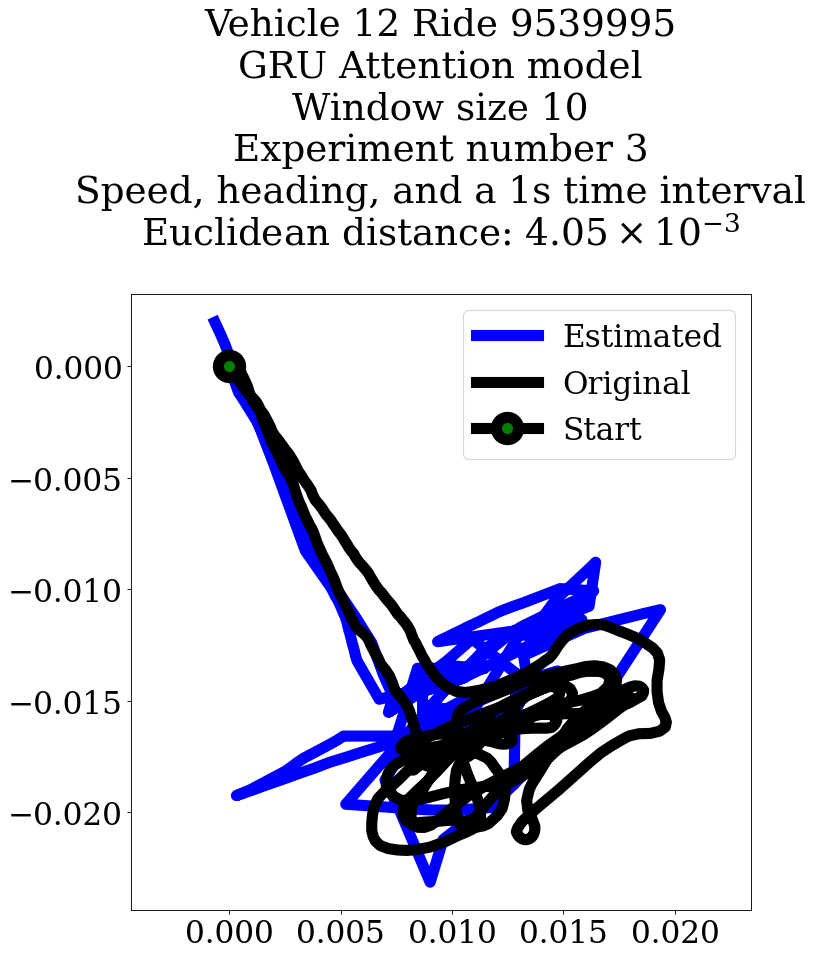 Vehicle 12 Ride 9539995
GRU Attention model
Window size 10
Experiment number 3
Speed, heading, and a 1s time interval
Euclidean distance: 4.05 × 10⁻³
Estimated
Original
Start
0.000
−0.005
−0.010
−0.015
−0.020
0.000 0.005 0.010 0.015 0.020